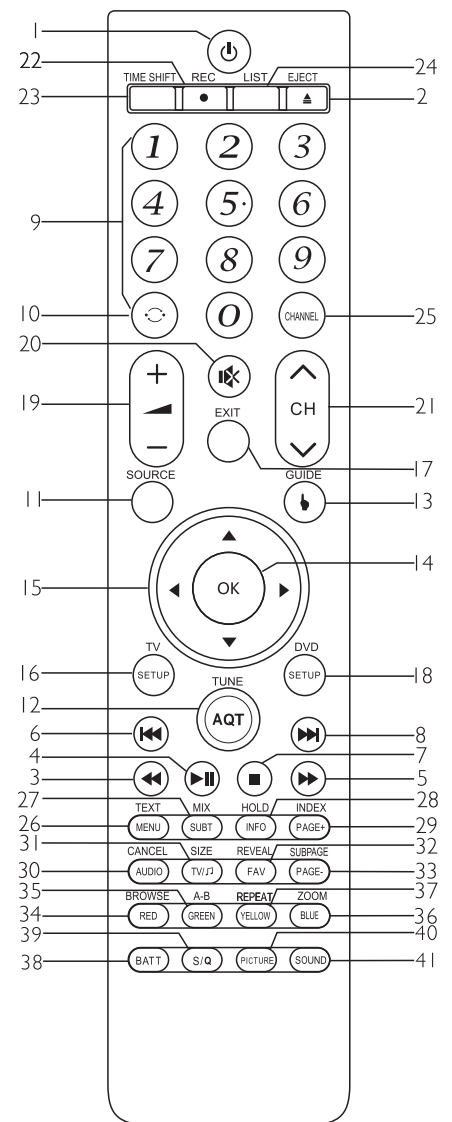 1
22
TIME SHIFT REC LIST EJECT
24
23
2
1 2 3
4 5 6
9
7 8 9
10
0
CHANNEL
25
20
19
+
CH
21
EXIT
−
17
SOURCE
GUIDE
11
13
14
15
OK
TV
DVD
16
SETUP
SETUP
18
TUNE
12
AQT
6
8
4
7
3
5
27
28
TEXT MIX HOLD INDEX
26
MENU SUBT INFO PAGE+
29
31
32
CANCEL SIZE REVEAL SUBPAGE
30
AUDIO TV/♫ FAV PAGE-
33
35
37
BROWSE A-B REPEAT ZOOM
34
RED GREEN YELLOW BLUE
36
39
40
38
BATT S/Q PICTURE SOUND
41